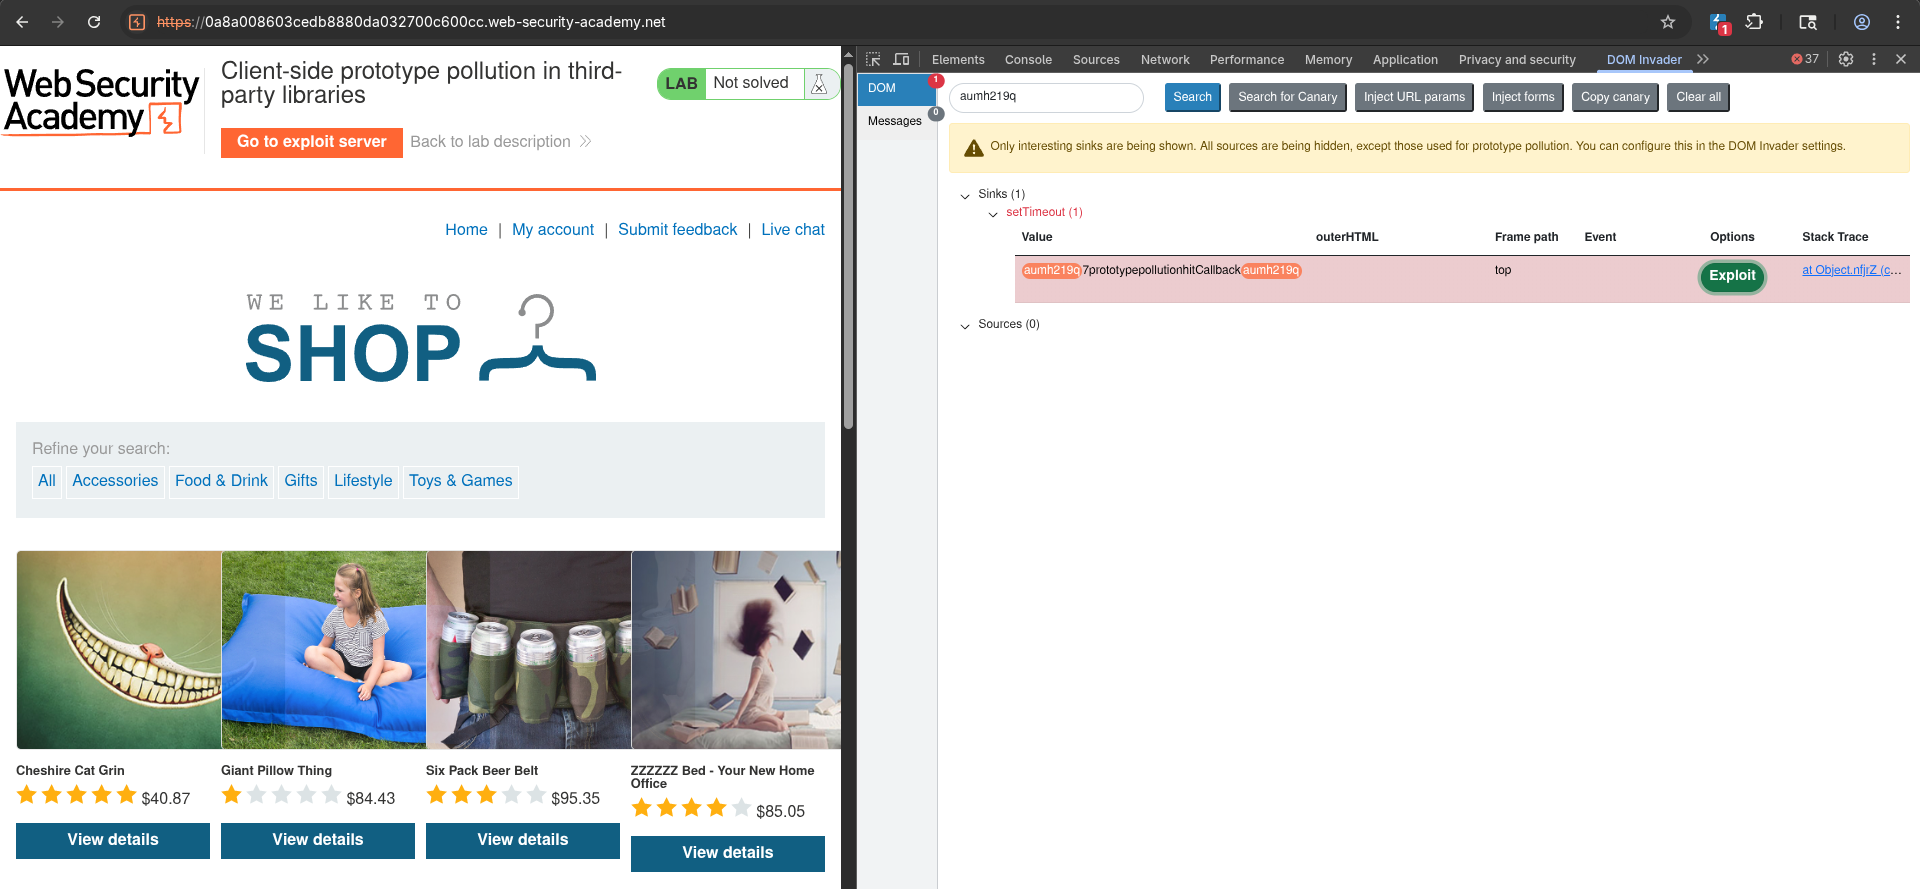 https://0a8a008603cedb8880da032700c600cc.web-security-academy.net
1
Web Security Academy
Client-side prototype pollution in third-
party libraries
LAB Not solved
Go to exploit server
Back to lab description
Home | My account | Submit feedback | Live chat
WE LIKE TO
SHOP
Refine your search:
All Accessories Food & Drink Gifts Lifestyle Toys & Games
Cheshire Cat Grin
$40.87
View details
Giant Pillow Thing
$84.43
View details
Six Pack Beer Belt
$95.35
View details
ZZZZZZ Bed - Your New Home
Office
$85.05
View details
Elements Console Sources Network Performance Memory Application Privacy and security DOM Invader 37
DOM 1
Messages 0
aumh219q Search Search for Canary Inject URL params Inject forms Copy canary Clear all
Only interesting sinks are being shown. All sources are being hidden, except those used for prototype pollution. You can configure this in the DOM Invader settings.
Sinks (1)
setTimeout (1)
Value outerHTML Frame path Event Options Stack Trace
aumh219q7prototypepollutionhitCallbackaumh219q top Exploit at Object.nfjrZ (c...
Sources (0)